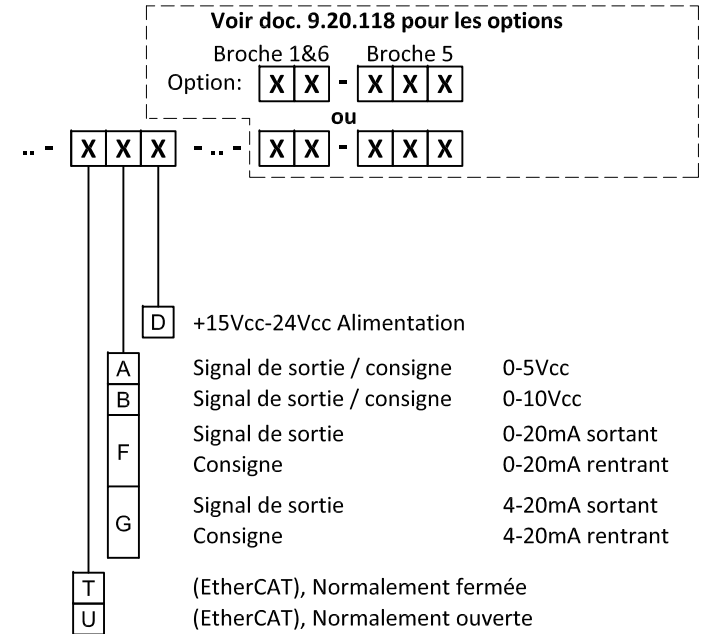 Voir doc. 9.20.118 pour les options
Broche 1&6 Broche 5
Option: X X - X X X
ou
.. - X X X - .. - X X - X X X
D +15Vcc-24Vcc Alimentation
A Signal de sortie / consigne 0-5Vcc
B Signal de sortie / consigne 0-10Vcc
F Signal de sortie 0-20mA sortant
Consigne 0-20mA rentrant
G Signal de sortie 4-20mA sortant
Consigne 4-20mA rentrant
T (EtherCAT), Normalement fermée
U (EtherCAT), Normalement ouverte